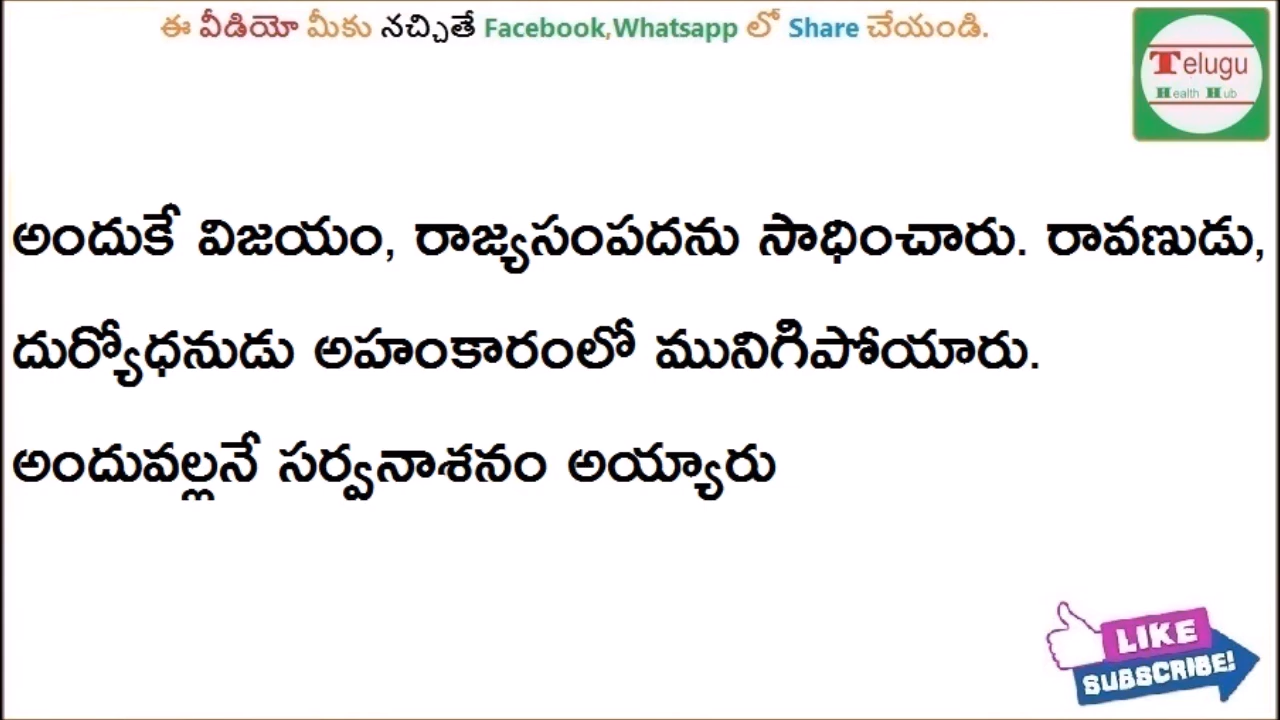 ఈ వీడియో మీకు నచ్చితే Facebook,Whatsapp లో Share చేయండి.
Telugu
Health Hub
అందుకే విజయం, రాజ్యసంపదను సాధించారు. రావణుడు,
దుర్యోధనుడు అహంకారంలో మునిగిపోయారు.
అందువల్లనే సర్వనాశనం అయ్యారు
LIKE
SUBSCRIBE!